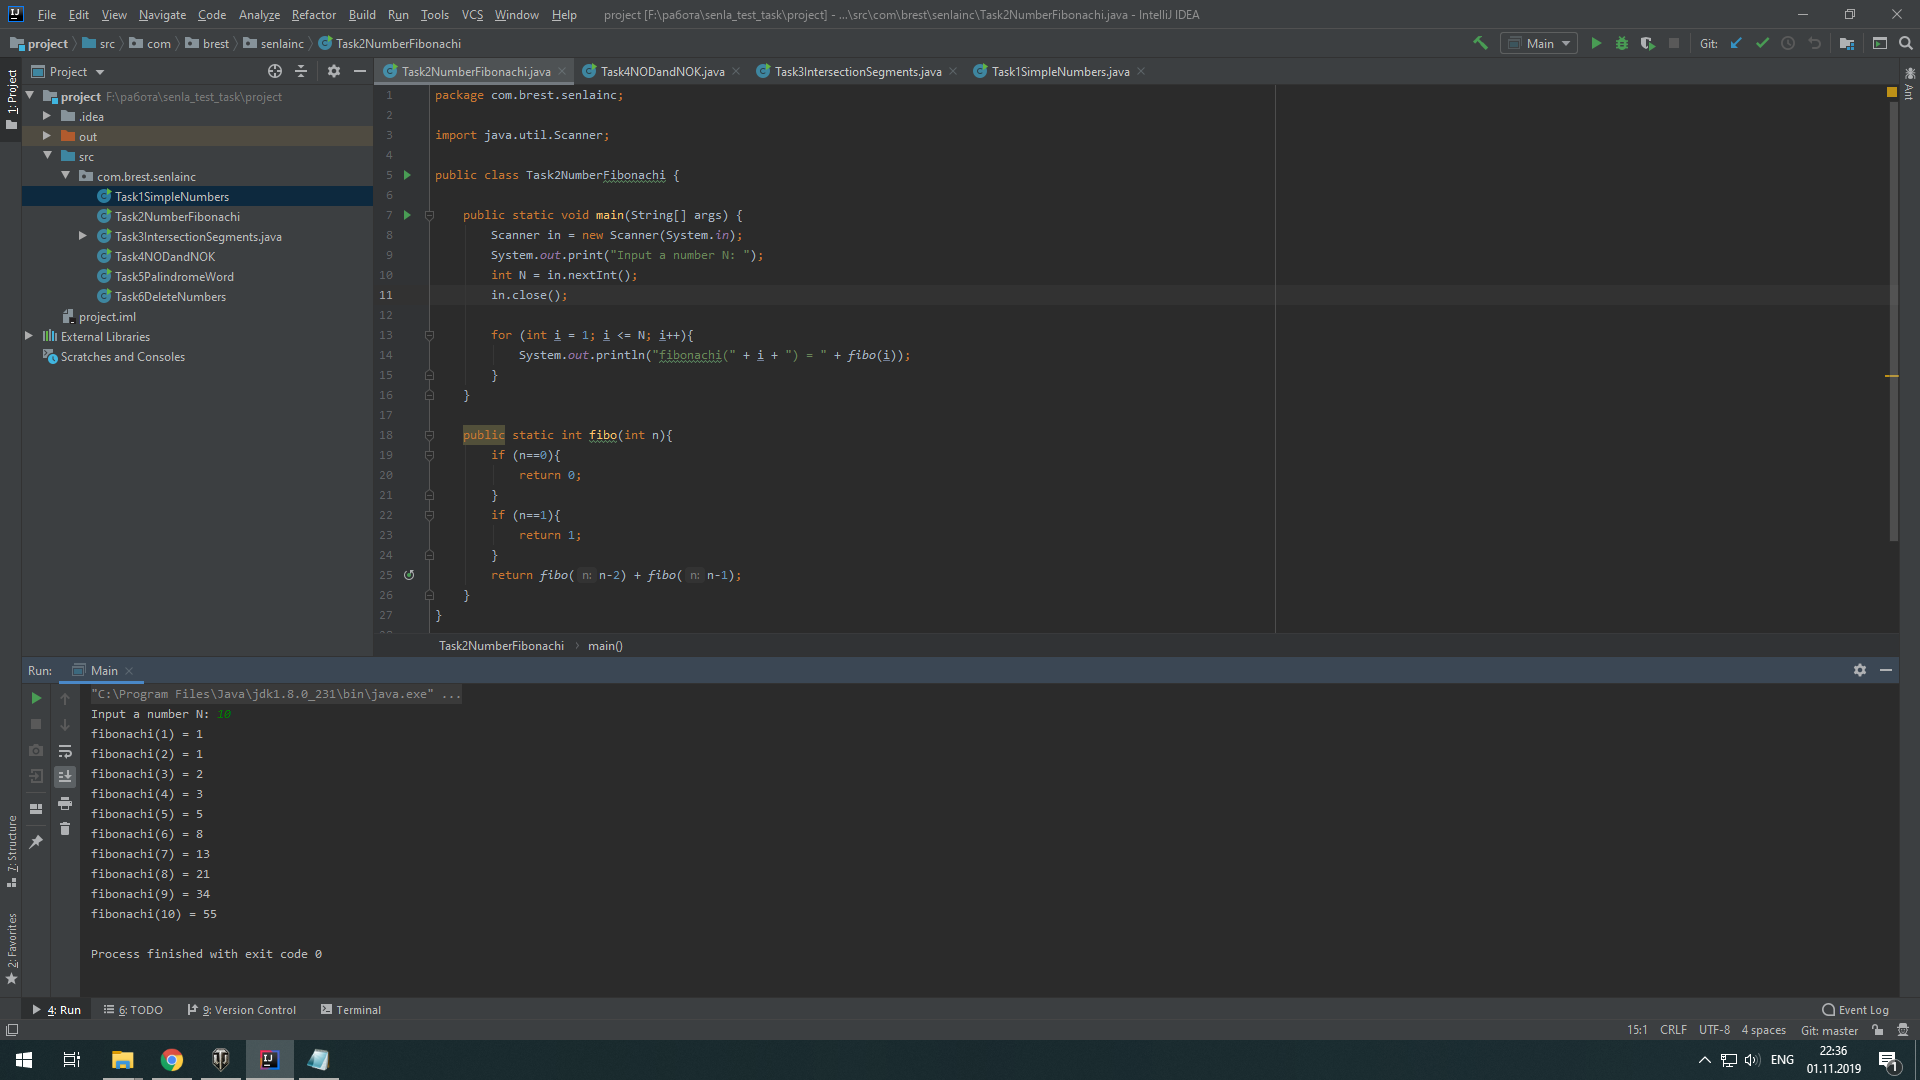 File Edit View Navigate Code Analyze Refactor Build Run Tools VCS Window Help project [F:\работа\senla_test_task\project] - ...\src\com\brest\senlainc\Task2NumberFibonachi.java - IntelliJ IDEA
project src com brest senlainc Task2NumberFibonachi Main Git:
1: Project
Project
Task2NumberFibonachi.java Task4NODandNOK.java Task3IntersectionSegments.java Task1SimpleNumbers.java
Ant
project F:\работа\senla_test_task\project
.idea
out
src
com.brest.senlainc
Task1SimpleNumbers
Task2NumberFibonachi
Task3IntersectionSegments.java
Task4NODandNOK
Task5PalindromeWord
Task6DeleteNumbers
project.iml
External Libraries
Scratches and Consoles
1 package com.brest.senlainc;
2
3 import java.util.Scanner;
4
5 public class Task2NumberFibonachi {
6
7 public static void main(String[] args) {
8 Scanner in = new Scanner(System.in);
9 System.out.print("Input a number N: ");
10 int N = in.nextInt();
11 in.close();
12
13 for (int i = 1; i <= N; i++){
14 System.out.println("fibonachi(" + i + ") = " + fibo(i));
15 }
16 }
17
18 public static int fibo(int n){
19 if (n==0){
20 return 0;
21 }
22 if (n==1){
23 return 1;
24 }
25 return fibo( n: n-2) + fibo( n: n-1);
26 }
27 }
28
Task2NumberFibonachi main()
Run: Main
"C:\Program Files\Java\jdk1.8.0_231\bin\java.exe" ...
Input a number N: 10
fibonachi(1) = 1
fibonachi(2) = 1
fibonachi(3) = 2
fibonachi(4) = 3
fibonachi(5) = 5
fibonachi(6) = 8
fibonachi(7) = 13
fibonachi(8) = 21
fibonachi(9) = 34
fibonachi(10) = 55
Process finished with exit code 0
7: Structure
2: Favorites
4: Run 6: TODO 9: Version Control Terminal Event Log
15:1 CRLF UTF-8 4 spaces Git: master
ENG 22:36
01.11.2019
1